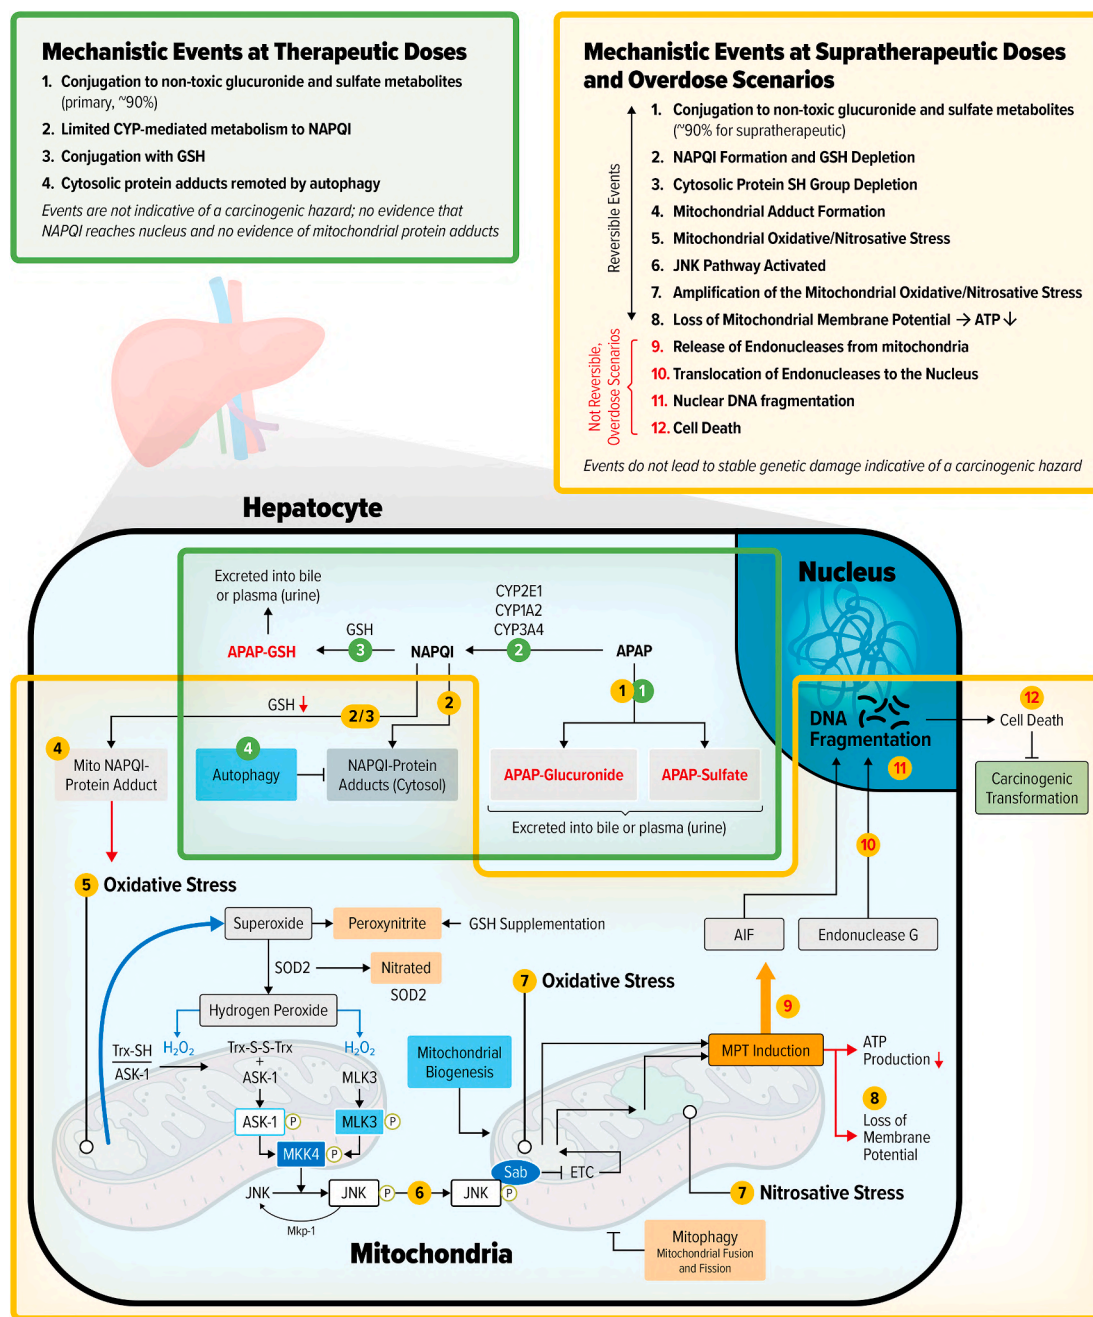 Mechanistic Events at Therapeutic Doses
1. Conjugation to non-toxic glucuronide and sulfate metabolites
(primary, ~90%)
2. Limited CYP-mediated metabolism to NAPQI
3. Conjugation with GSH
4. Cytosolic protein adducts remoted by autophagy
Events are not indicative of a carcinogenic hazard; no evidence that
NAPQI reaches nucleus and no evidence of mitochondrial protein adducts
Mechanistic Events at Supratherapeutic Doses
and Overdose Scenarios
Reversible Events
1. Conjugation to non-toxic glucuronide and sulfate metabolites
(~90% for supratherapeutic)
2. NAPQI Formation and GSH Depletion
3. Cytosolic Protein SH Group Depletion
4. Mitochondrial Adduct Formation
5. Mitochondrial Oxidative/Nitrosative Stress
6. JNK Pathway Activated
7. Amplification of the Mitochondrial Oxidative/Nitrosative Stress
8. Loss of Mitochondrial Membrane Potential → ATP ↓
Not Reversible,
Overdose Scenarios
9. Release of Endonucleases from mitochondria
10. Translocation of Endonucleases to the Nucleus
11. Nuclear DNA fragmentation
12. Cell Death
Events do not lead to stable genetic damage indicative of a carcinogenic hazard
Hepatocyte
Nucleus
Excreted into bile
or plasma (urine)
CYP2E1
CYP1A2
CYP3A4
APAP-GSH
GSH
3
NAPQI
2
APAP
1
1
GSH ↓
2/3
2
4
Mito NAPQI-
Protein Adduct
4
Autophagy
NAPQI-Protein
Adducts (Cytosol)
APAP-Glucuronide
APAP-Sulfate
Excreted into bile or plasma (urine)
DNA
Fragmentation
11
12
Cell Death
Carcinogenic
Transformation
10
5 Oxidative Stress
Superoxide
Peroxynitrite
GSH Supplementation
SOD2
Nitrated
SOD2
Hydrogen Peroxide
AIF
Endonuclease G
7 Oxidative Stress
9
Trx-SH
ASK-1
H₂O₂
Trx-S-S-Trx
+
ASK-1
H₂O₂
MLK3
ASK-1
P
MLK3
P
MKK4
P
JNK
JNK
P
6
JNK
P
Mkp-1
Mitochondrial
Biogenesis
Sab
ETC
MPT Induction
ATP
Production ↓
8
Loss of
Membrane
Potential
7 Nitrosative Stress
Mitochondria
Mitophagy
Mitochondrial Fusion
and Fission